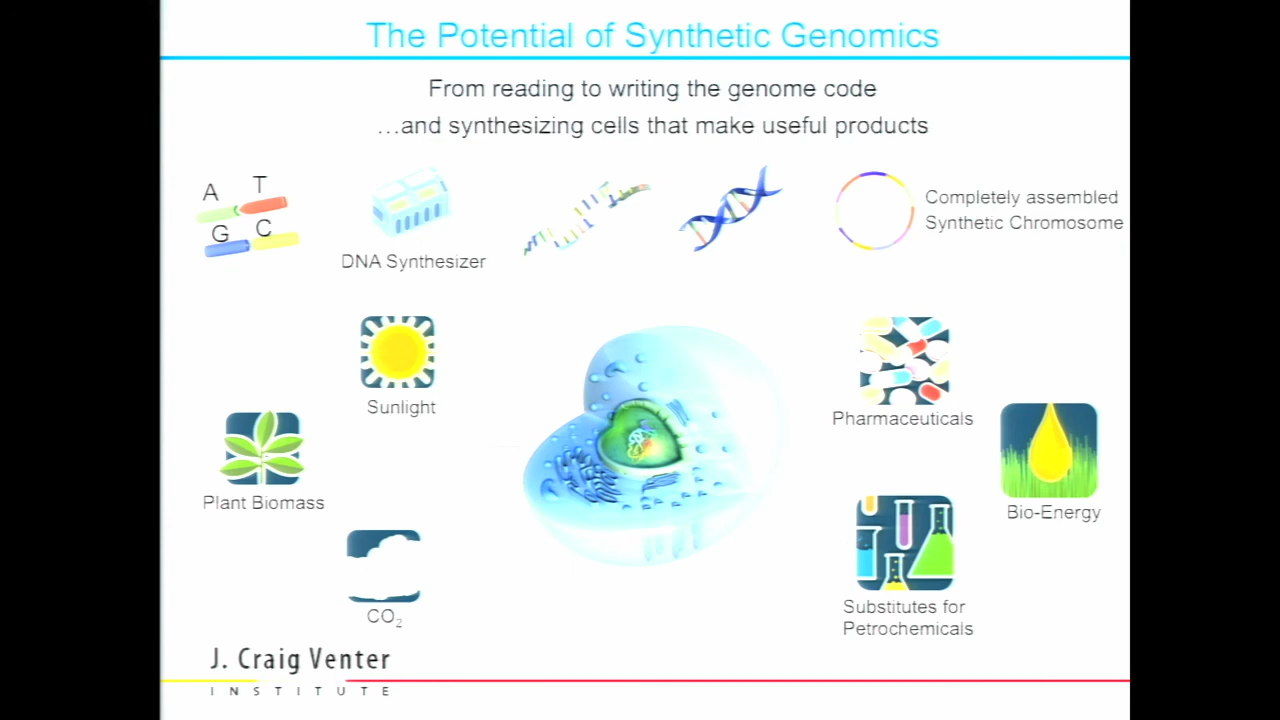 The Potential of Synthetic Genomics
From reading to writing the genome code
...and synthesizing cells that make useful products
A T
G C
DNA Synthesizer
Completely assembled
Synthetic Chromosome
Sunlight
Plant Biomass
CO₂
Pharmaceuticals
Bio-Energy
Substitutes for
Petrochemicals
J. Craig Venter
INSTITUTE